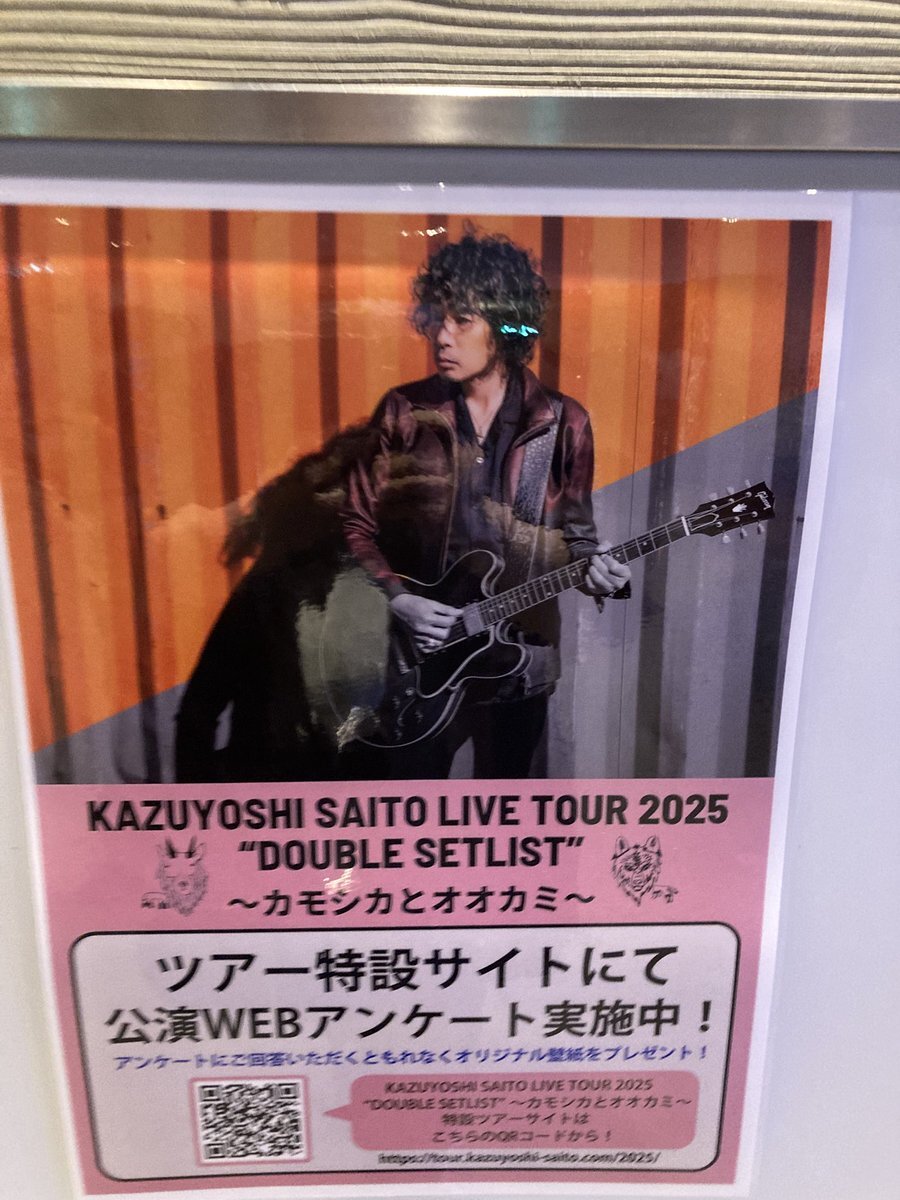 Gibson
KAZUYOSHI SAITO LIVE TOUR 2025
“DOUBLE SETLIST”
～カモシカとオオカミ～
ツアー特設サイトにて
公演WEBアンケート実施中！
アンケートにご回答いただくともれなくオリジナル壁紙をプレゼント！
KAZUYOSHI SAITO LIVE TOUR 2025
“DOUBLE SETLIST” ～カモシカとオオカミ～
特設ツアーサイトは
こちらのQRコードから！
https://tour.kazuyoshi-saito.com/2025/